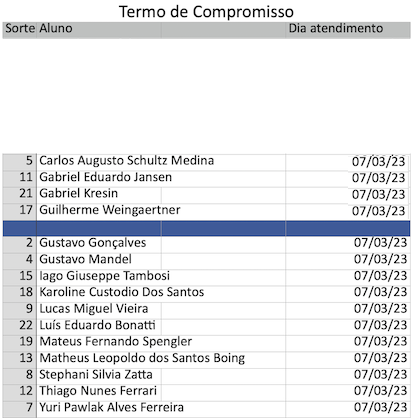 Termo de Compromisso
Sorte Aluno Dia atendimento
5 Carlos Augusto Schultz Medina 07/03/23
11 Gabriel Eduardo Jansen 07/03/23
21 Gabriel Kresin 07/03/23
17 Guilherme Weingaertner 07/03/23
2 Gustavo Gonçalves 07/03/23
4 Gustavo Mandel 07/03/23
15 Iago Giuseppe Tambosi 07/03/23
18 Karoline Custodio Dos Santos 07/03/23
9 Lucas Miguel Vieira 07/03/23
22 Luís Eduardo Bonatti 07/03/23
19 Mateus Fernando Spengler 07/03/23
13 Matheus Leopoldo dos Santos Boing 07/03/23
8 Stephani Silvia Zatta 07/03/23
12 Thiago Nunes Ferrari 07/03/23
7 Yuri Pawlak Alves Ferreira 07/03/23